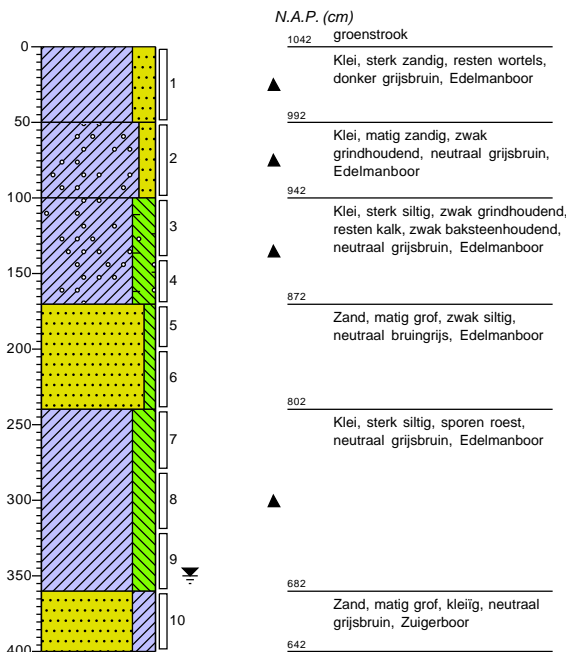 N.A.P. (cm)
1042 groenstrook
0
Klei, sterk zandig, resten wortels,
donker grijsbruin, Edelmanboor
1
50
992
Klei, matig zandig, zwak
grindhoudend, neutraal grijsbruin,
Edelmanboor
2
100
942
Klei, sterk siltig, zwak grindhoudend,
resten kalk, zwak baksteenhoudend,
neutraal grijsbruin, Edelmanboor
3
150
4
872
Zand, matig grof, zwak siltig,
neutraal bruingrijs, Edelmanboor
5
200
6
802
Klei, sterk siltig, sporen roest,
neutraal grijsbruin, Edelmanboor
250
7
300
8
9
350
682
Zand, matig grof, kleiïg, neutraal
grijsbruin, Zuigerboor
10
400
642